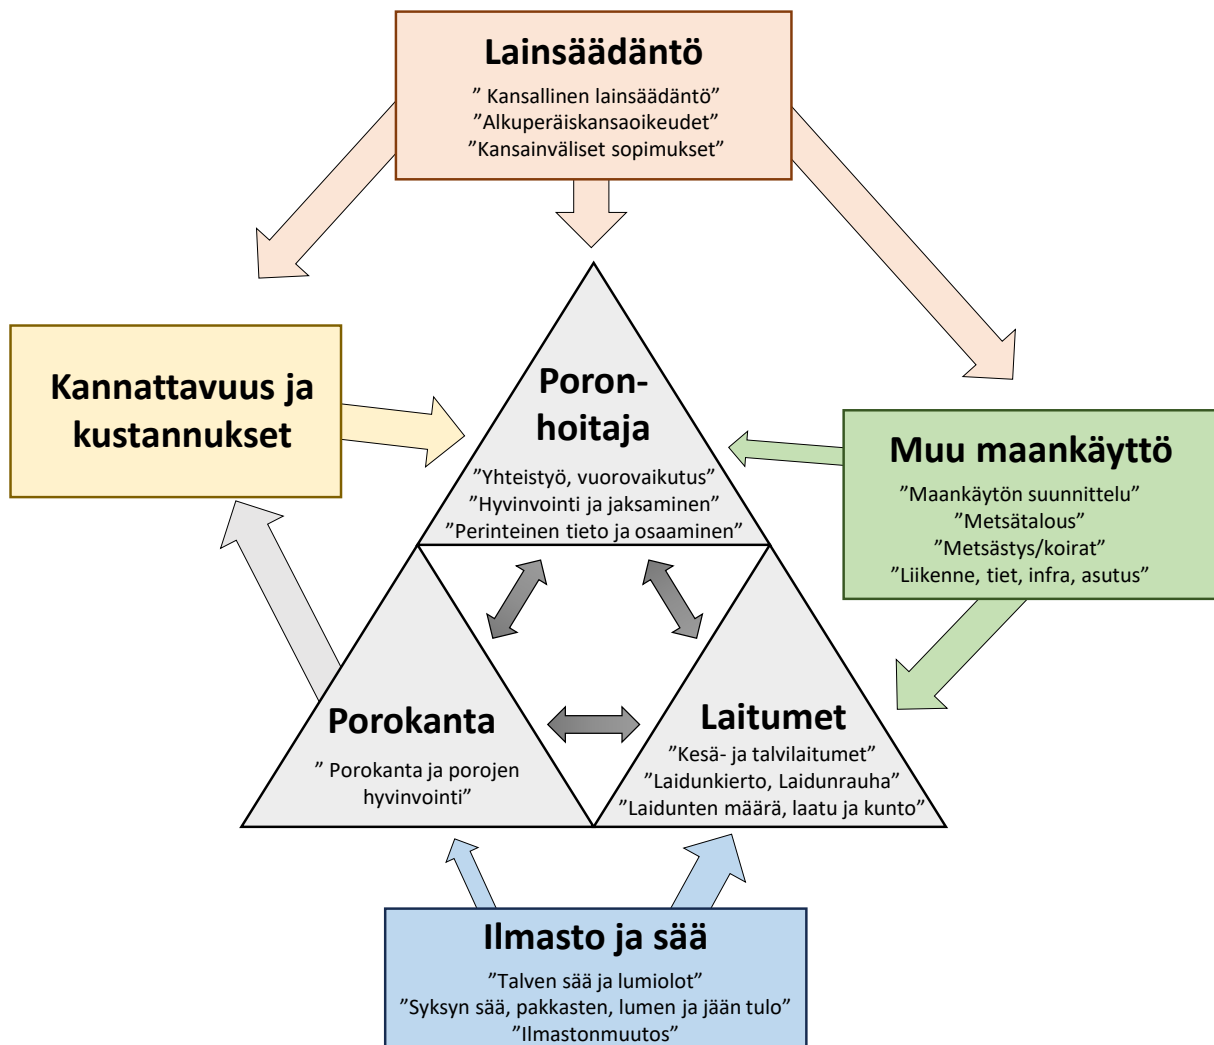 Lainsäädäntö
” Kansallinen lainsäädäntö”
”Alkuperäiskansaoikeudet”
”Kansainväliset sopimukset”
Kannattavuus ja
kustannukset
Poron-
hoitaja
”Yhteistyö, vuorovaikutus”
”Hyvinvointi ja jaksaminen”
”Perinteinen tieto ja osaaminen”
Muu maankäyttö
”Maankäytön suunnittelu”
”Metsätalous”
”Metsästys/koirat”
”Liikenne, tiet, infra, asutus”
Porokanta
” Porokanta ja porojen
hyvinvointi”
Laitumet
”Kesä- ja talvilaitumet”
”Laidunkierto, Laidunrauha”
”Laidunten määrä, laatu ja kunto”
Ilmasto ja sää
”Talven sää ja lumiolot”
”Syksyn sää, pakkasten, lumen ja jään tulo”
”Ilmastonmuutos”